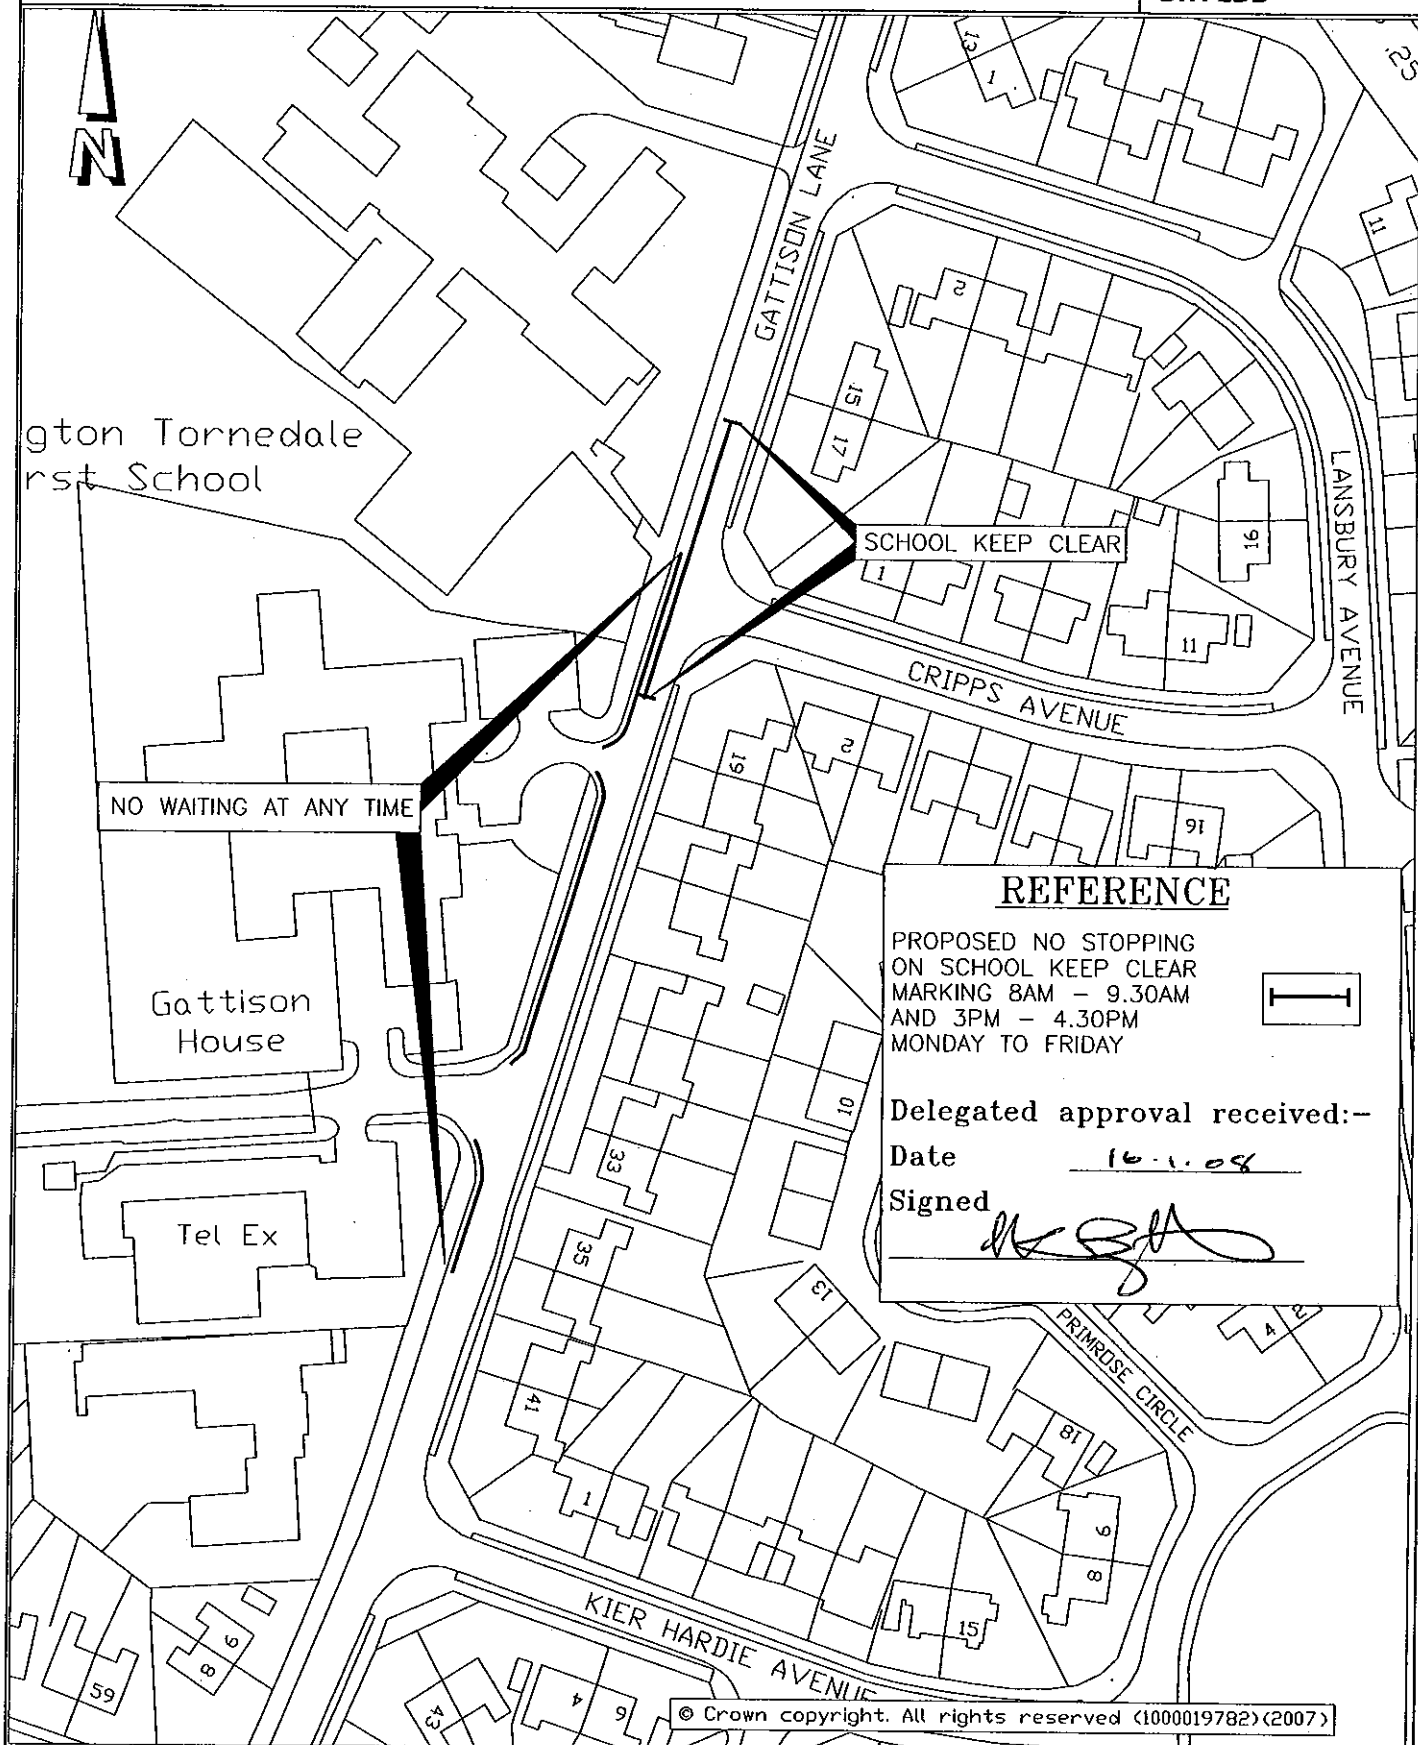 N
GATTISON LANE
gton Tornedale
rst School
SCHOOL KEEP CLEAR
LANSBURY AVENUE
CRIPPS AVENUE
NO WAITING AT ANY TIME
Gattison
House
Tel Ex
REFERENCE
PROPOSED NO STOPPING
ON SCHOOL KEEP CLEAR
MARKING 8AM - 9.30AM
AND 3PM - 4.30PM
MONDAY TO FRIDAY
Delegated approval received:-
Date 16.1.08
Signed
PRIMROSE CIRCLE
KIER HARDIE AVENUE
© Crown copyright. All rights reserved (1000019782)(2007)
13
1
.25
11
2
15
17
16
1
11
19
2
16
10
33
35
13
41
4
2
18
1
9
8
15
9
8
59
43
4
6